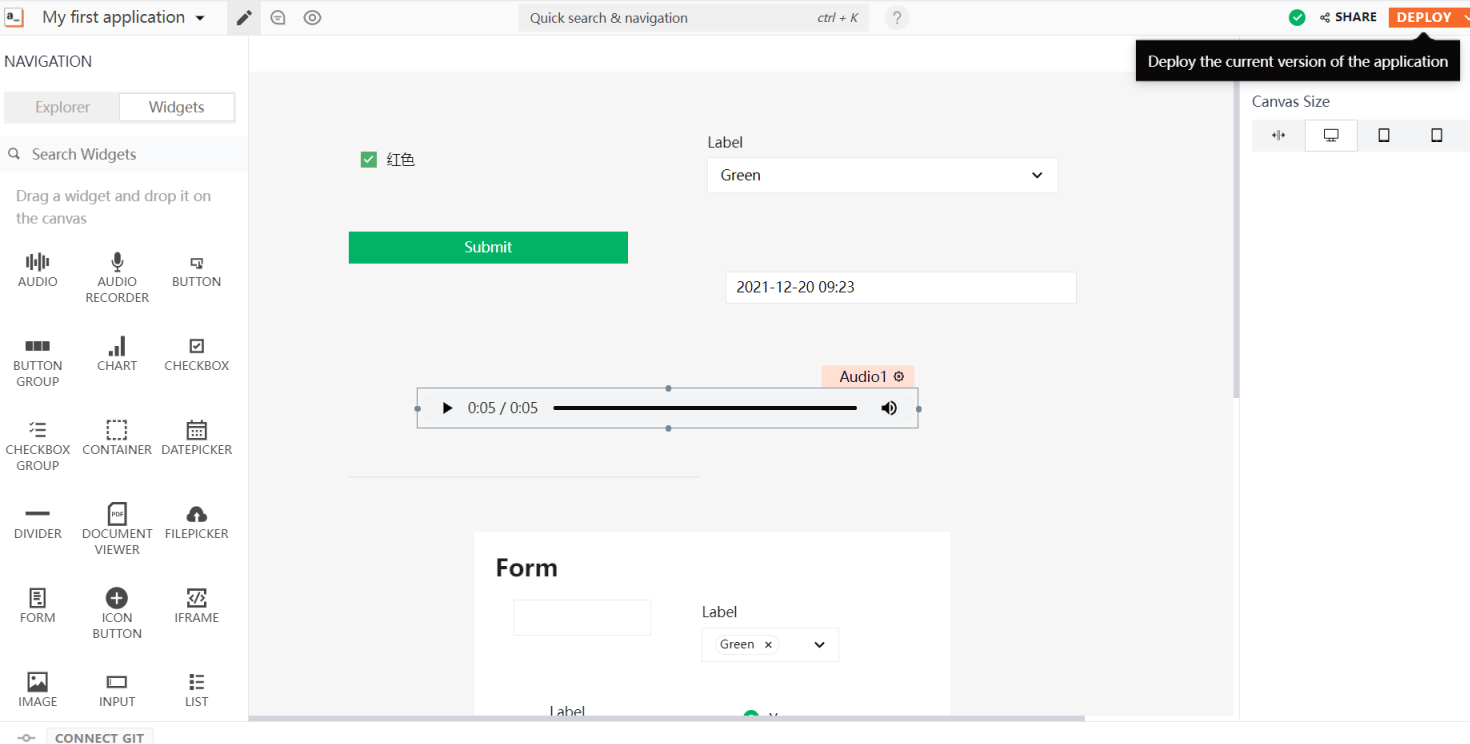 a_ My first application Quick search & navigation ctrl + K ? SHARE DEPLOY
Deploy the current version of the application
NAVIGATION
Explorer Widgets
Search Widgets
Drag a widget and drop it on
the canvas
AUDIO
AUDIO
RECORDER
BUTTON
BUTTON
GROUP
CHART
CHECKBOX
CHECKBOX
GROUP
CONTAINER
DATEPICKER
DIVIDER
PDF
DOCUMENT
VIEWER
FILEPICKER
FORM
ICON
BUTTON
IFRAME
IMAGE
INPUT
LIST
红色
Label
Green
Submit
2021-12-20 09:23
Audio1
0:05 / 0:05
Form
Label
Green ×
Label
Canvas Size
CONNECT GIT